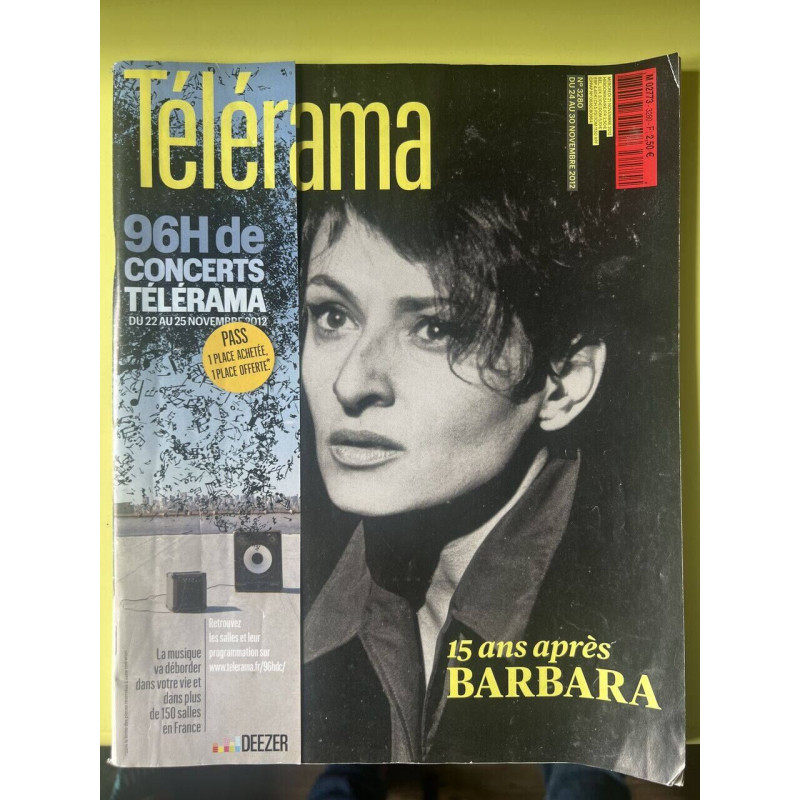 Télérama
96H de
CONCERTS
TÉLÉRAMA
DU 22 AU 25 NOVEMBRE 2012
PASS
1 PLACE ACHETÉE,
1 PLACE OFFERTE*
La musique
va déborder
dans votre vie et
dans plus
de 150 salles
en France
Retrouvez
les salles et leur
programmation sur
www.telerama.fr/96hdc/
DEEZER
N° 3280
DU 24 AU 30 NOVEMBRE 2012
M 02773 - 3280 - F: 2,50 €
15 ans après
BARBARA